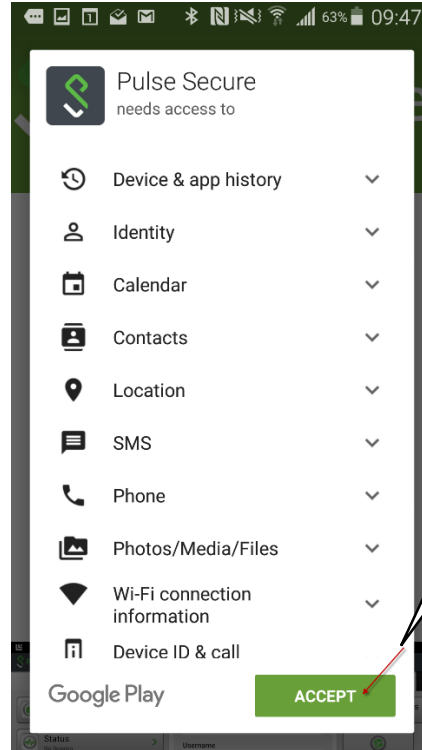 63% 09:47
Pulse Secure
needs access to
Device & app history
Identity
Calendar
Contacts
Location
SMS
Phone
Photos/Media/Files
Wi-Fi connection
information
Device ID & call
Google Play
ACCEPT
Status
Username